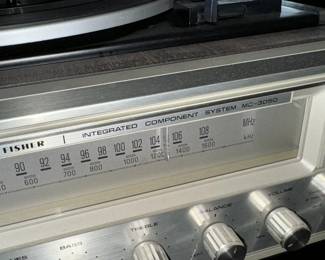 FISHER | INTEGRATED COMPONENT SYSTEM MC-3050
90 92 94 96 98 100 102 104 106 108 MHz
600 700 800 1000 1200 1400 1600 kHz
BASS TREBLE BALANCE VOLUME